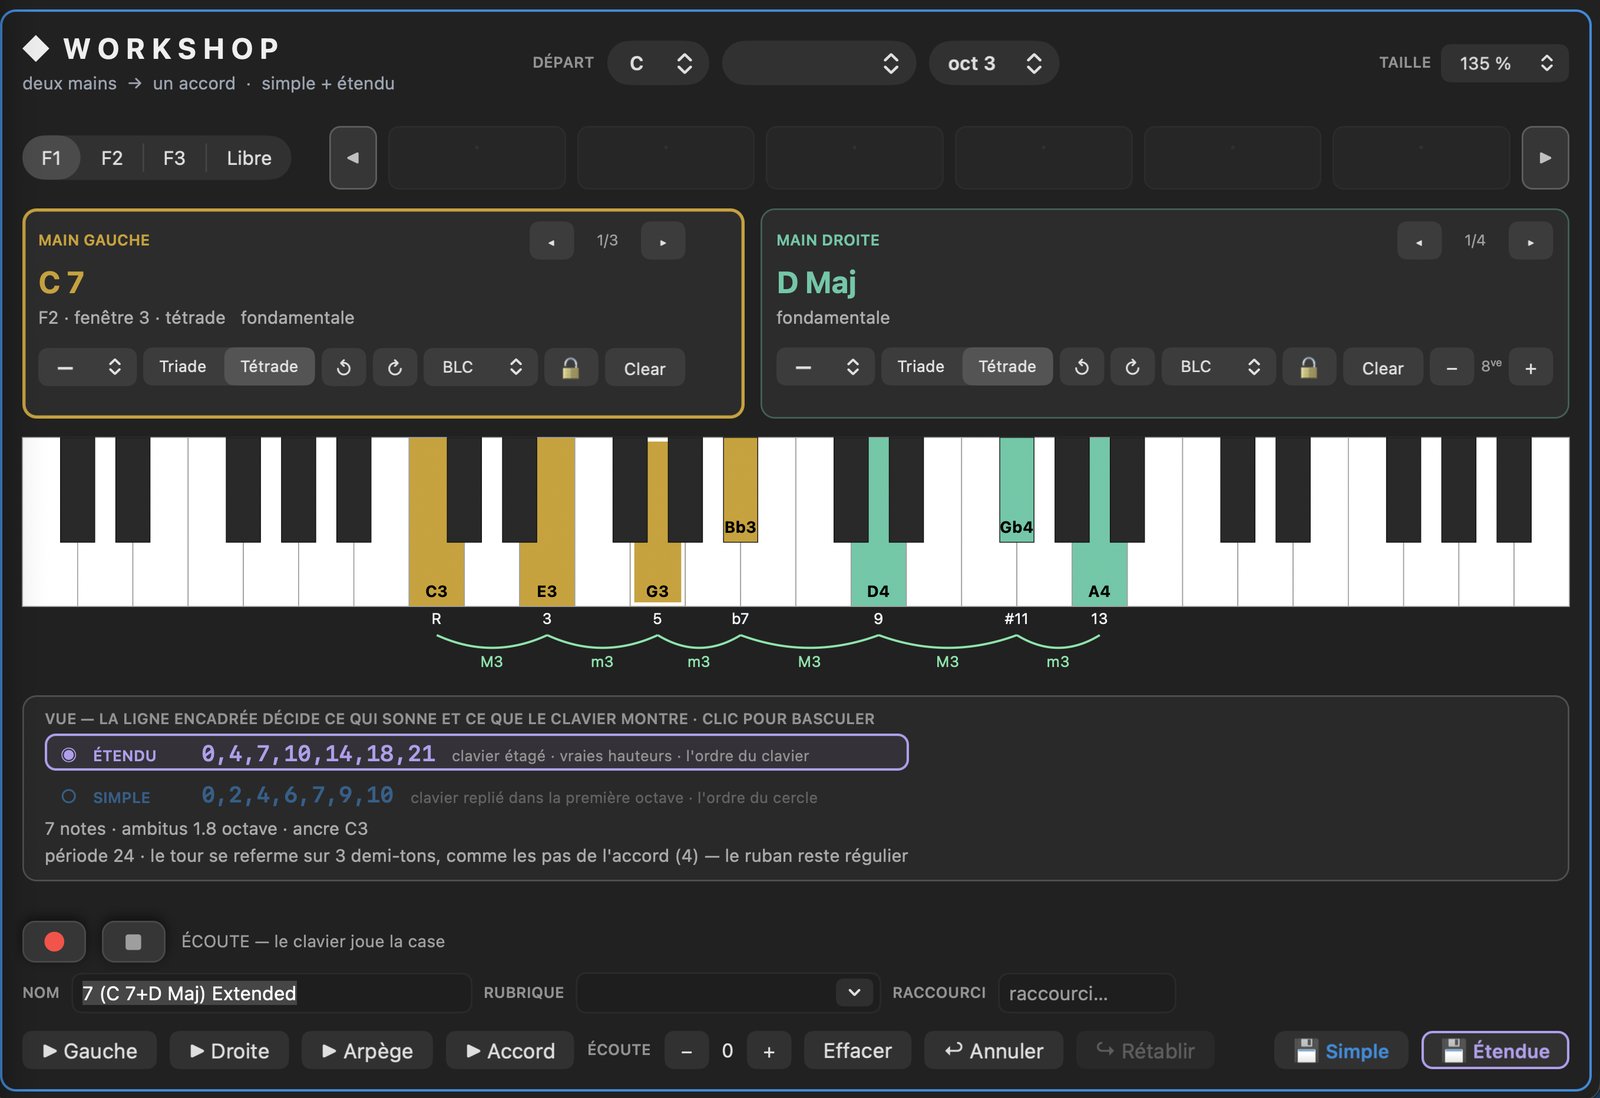 ◆ WORKSHOP
deux mains → un accord · simple + étendu
DÉPART C oct 3
TAILLE 135 %
F1 F2 F3 Libre ◀ ▶
MAIN GAUCHE ◂ 1/3 ▸
C 7
F2 · fenêtre 3 · tétrade fondamentale
— Triade Tétrade ↺ ↻ BLC 🔓 Clear
MAIN DROITE ◂ 1/4 ▸
D Maj
fondamentale
— Triade Tétrade ↺ ↻ BLC 🔓 Clear − 8ve +
Bb3 Gb4
C3 E3 G3 D4 A4
R 3 5 b7 9 #11 13
M3 m3 m3 M3 M3 m3
VUE — LA LIGNE ENCADRÉE DÉCIDE CE QUI SONNE ET CE QUE LE CLAVIER MONTRE · CLIC POUR BASCULER
ÉTENDU 0,4,7,10,14,18,21 clavier étagé · vraies hauteurs · l'ordre du clavier
SIMPLE 0,2,4,6,7,9,10 clavier replié dans la première octave · l'ordre du cercle
7 notes · ambitus 1.8 octave · ancre C3
période 24 · le tour se referme sur 3 demi-tons, comme les pas de l'accord (4) — le ruban reste régulier
ÉCOUTE — le clavier joue la case
NOM 7 (C 7+D Maj) Extended RUBRIQUE RACCOURCI raccourci...
▶ Gauche ▶ Droite ▶ Arpège ▶ Accord ÉCOUTE − 0 + Effacer ↩ Annuler ↪ Rétablir 💾 Simple 💾 Étendue